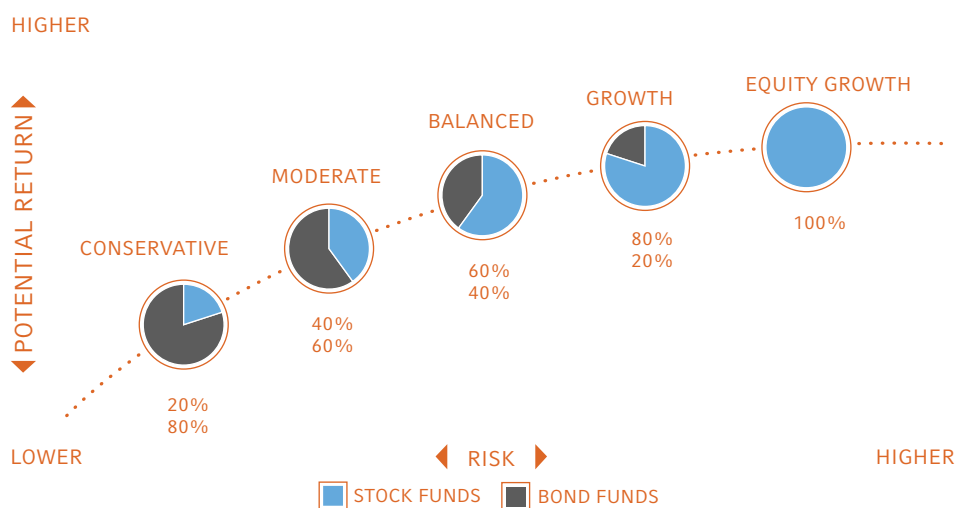 HIGHER
EQUITY GROWTH
GROWTH
BALANCED
MODERATE
CONSERVATIVE
POTENTIAL RETURN
100%
80%
20%
60%
40%
40%
60%
20%
80%
LOWER
RISK
HIGHER
STOCK FUNDS
BOND FUNDS